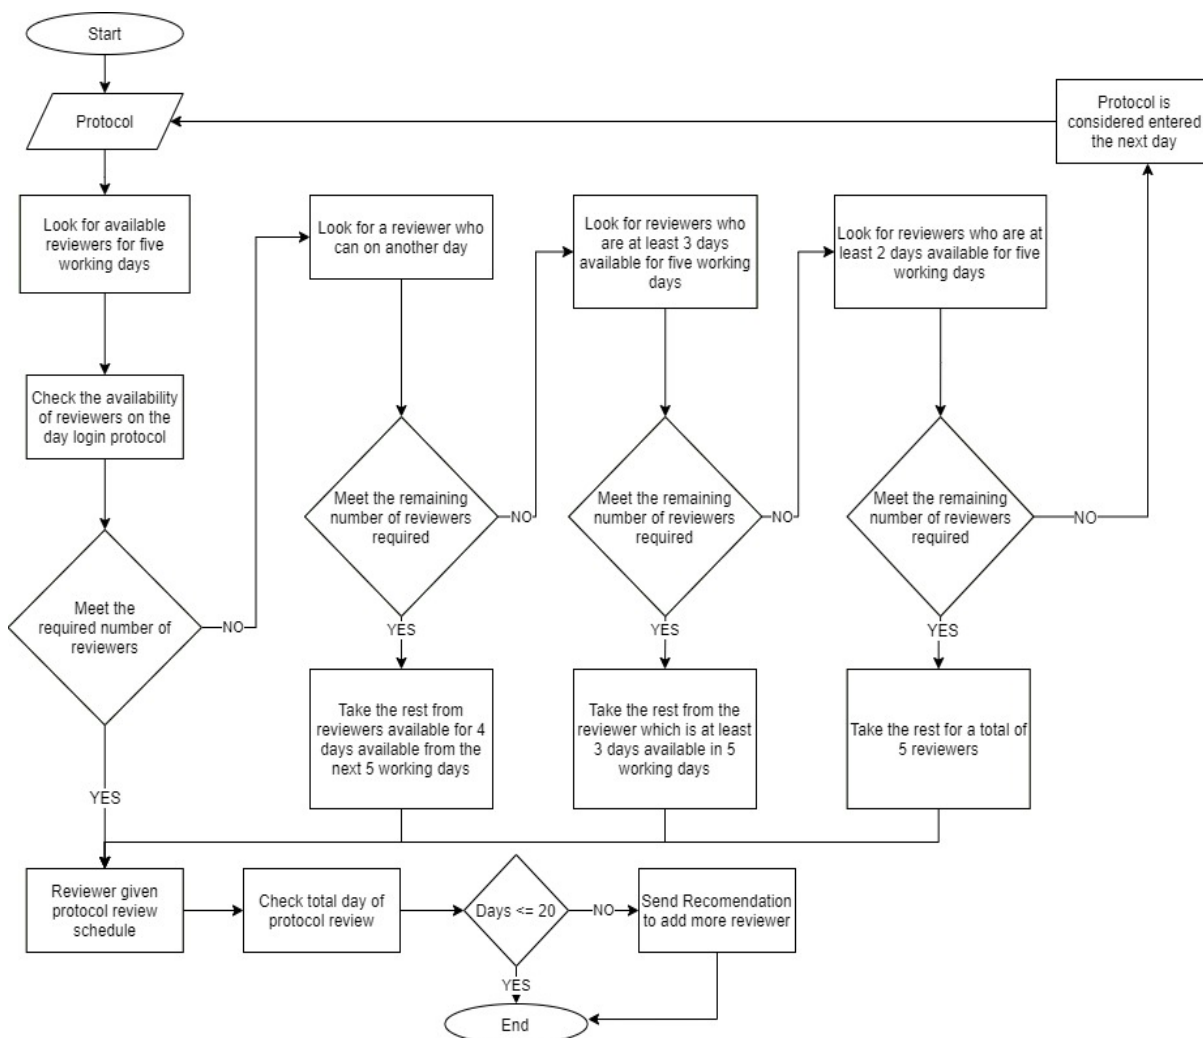 Start
Protocol
Protocol is
considered entered
the next day
Look for available
reviewers for five
working days
Look for a reviewer who
can on another day
Look for reviewers who
are at least 3 days
available for five working
days
Look for reviewers who are at
least 2 days available for five
working days
Check the availability
of reviewers on the
day login protocol
Meet the
required number of
reviewers
NO
Meet the remaining
number of reviewers
required
NO
Meet the remaining
number of reviewers
required
NO
Meet the remaining
number of reviewers
required
NO
YES
YES
YES
YES
Take the rest from
reviewers available for 4
days available from the
next 5 working days
Take the rest from the
reviewer which is at least
3 days available in 5
working days
Take the rest for a total of
5 reviewers
Reviewer given
protocol review
schedule
Check total day of
protocol review
Days <= 20
NO
Send Recomendation
to add more reviewer
YES
End